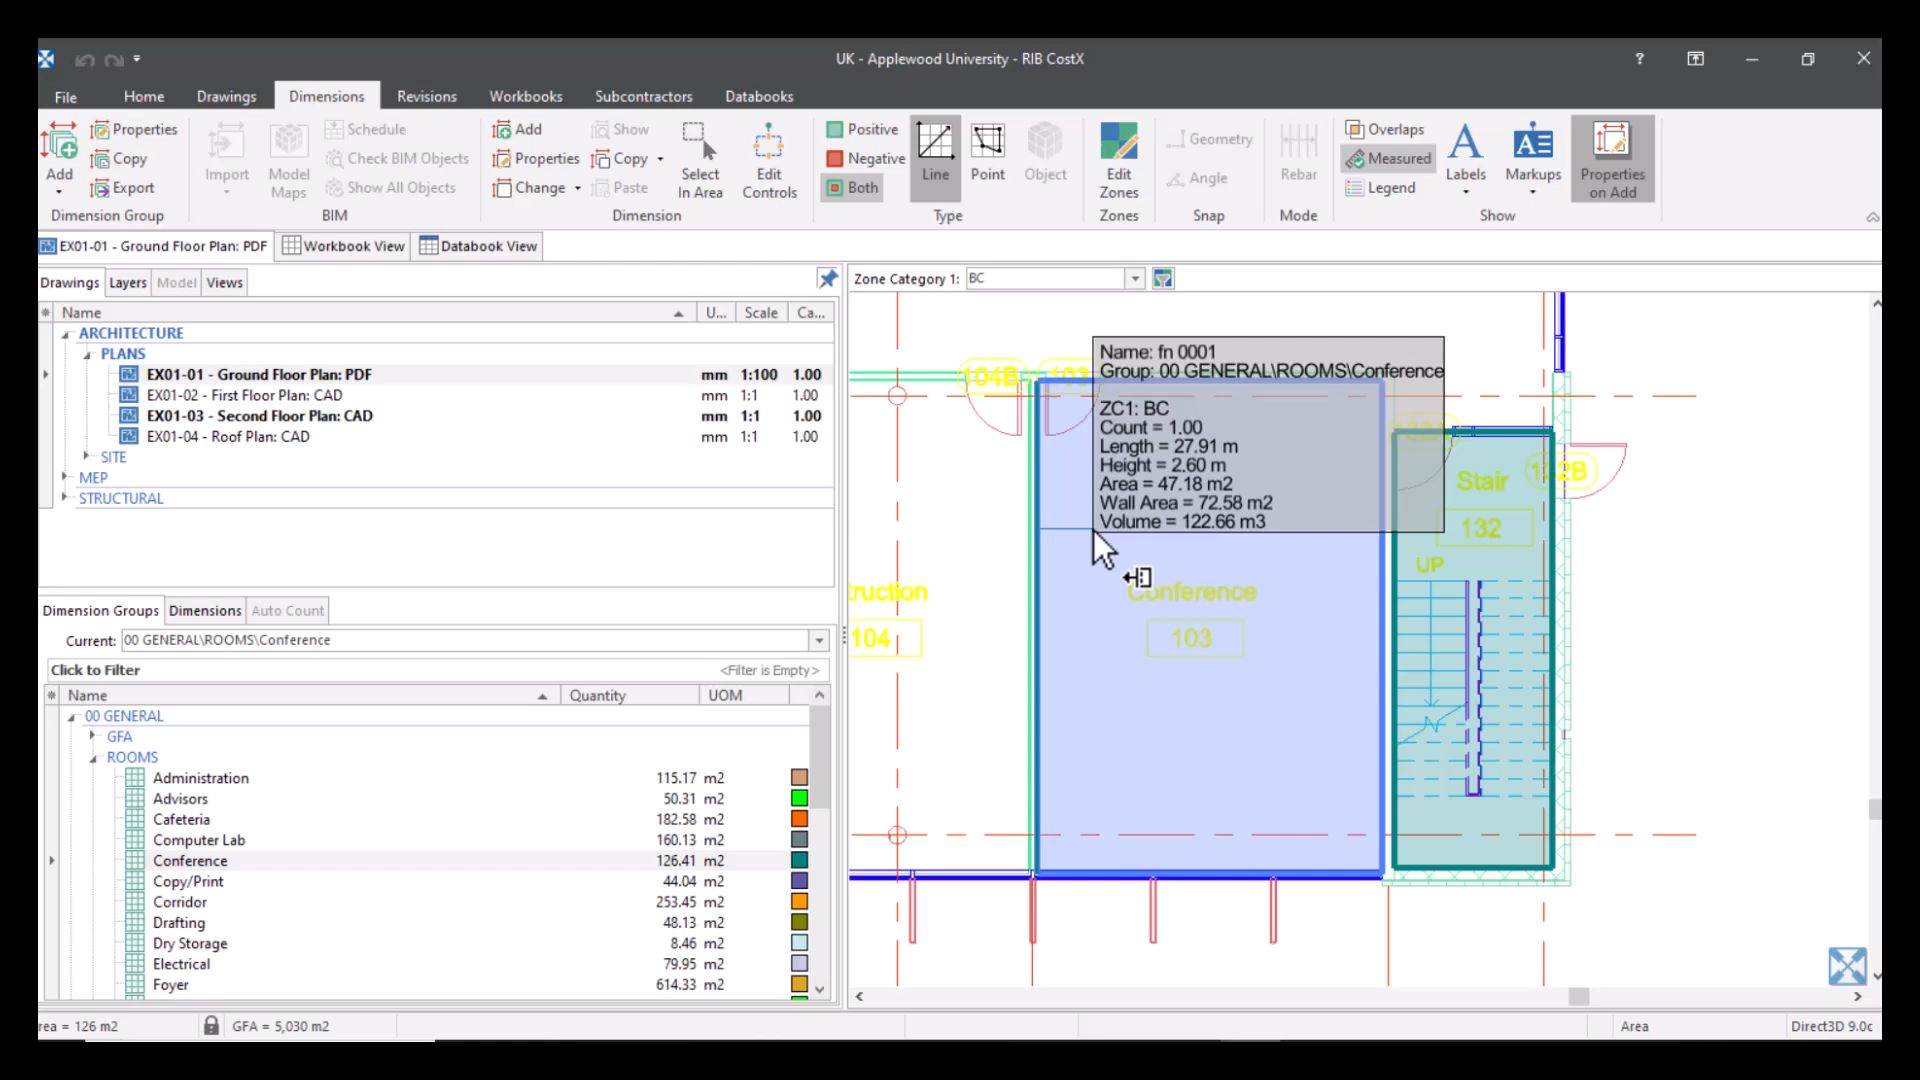 UK - Applewood University - RIB CostX
?
File
Home
Drawings
Dimensions
Revisions
Workbooks
Subcontractors
Databooks
Add
Properties
Copy
Export
Dimension Group
Import
Model Maps
Schedule
Check BIM Objects
Show All Objects
BIM
Add
Properties
Change
Show
Copy
Paste
Select In Area
Edit Controls
Dimension
Positive
Negative
Both
Line
Point
Object
Type
Edit Zones
Zones
Geometry
Angle
Snap
Rebar
Mode
Overlaps
Measured
Legend
Labels
Markups
Properties on Add
Show
EX01-01 - Ground Floor Plan: PDF
Workbook View
Databook View
Drawings
Layers
Model
Views
Zone Category 1: BC
Name U... Scale Ca...
ARCHITECTURE
PLANS
EX01-01 - Ground Floor Plan: PDF mm 1:100 1.00
EX01-02 - First Floor Plan: CAD mm 1:1 1.00
EX01-03 - Second Floor Plan: CAD mm 1:1 1.00
EX01-04 - Roof Plan: CAD mm 1:1 1.00
SITE
MEP
STRUCTURAL
Dimension Groups
Dimensions
Auto Count
Current: 00 GENERAL\ROOMS\Conference
Click to Filter <Filter is Empty>
Name Quantity UOM
00 GENERAL
GFA
ROOMS
Administration 115.17 m2
Advisors 50.31 m2
Cafeteria 182.58 m2
Computer Lab 160.13 m2
Conference 126.41 m2
Copy/Print 44.04 m2
Corridor 253.45 m2
Drafting 48.13 m2
Dry Storage 8.46 m2
Electrical 79.95 m2
Foyer 614.33 m2
104B
103
Name: fn 0001
Group: 00 GENERAL\ROOMS\Conference
ZC1: BC
Count = 1.00
Length = 27.91 m
Height = 2.60 m
Area = 47.18 m2
Wall Area = 72.58 m2
Volume = 122.66 m3
Stair
132
UP
ruction
104
Conference
103
rea = 126 m2
GFA = 5,030 m2
Area
Direct3D 9.0c